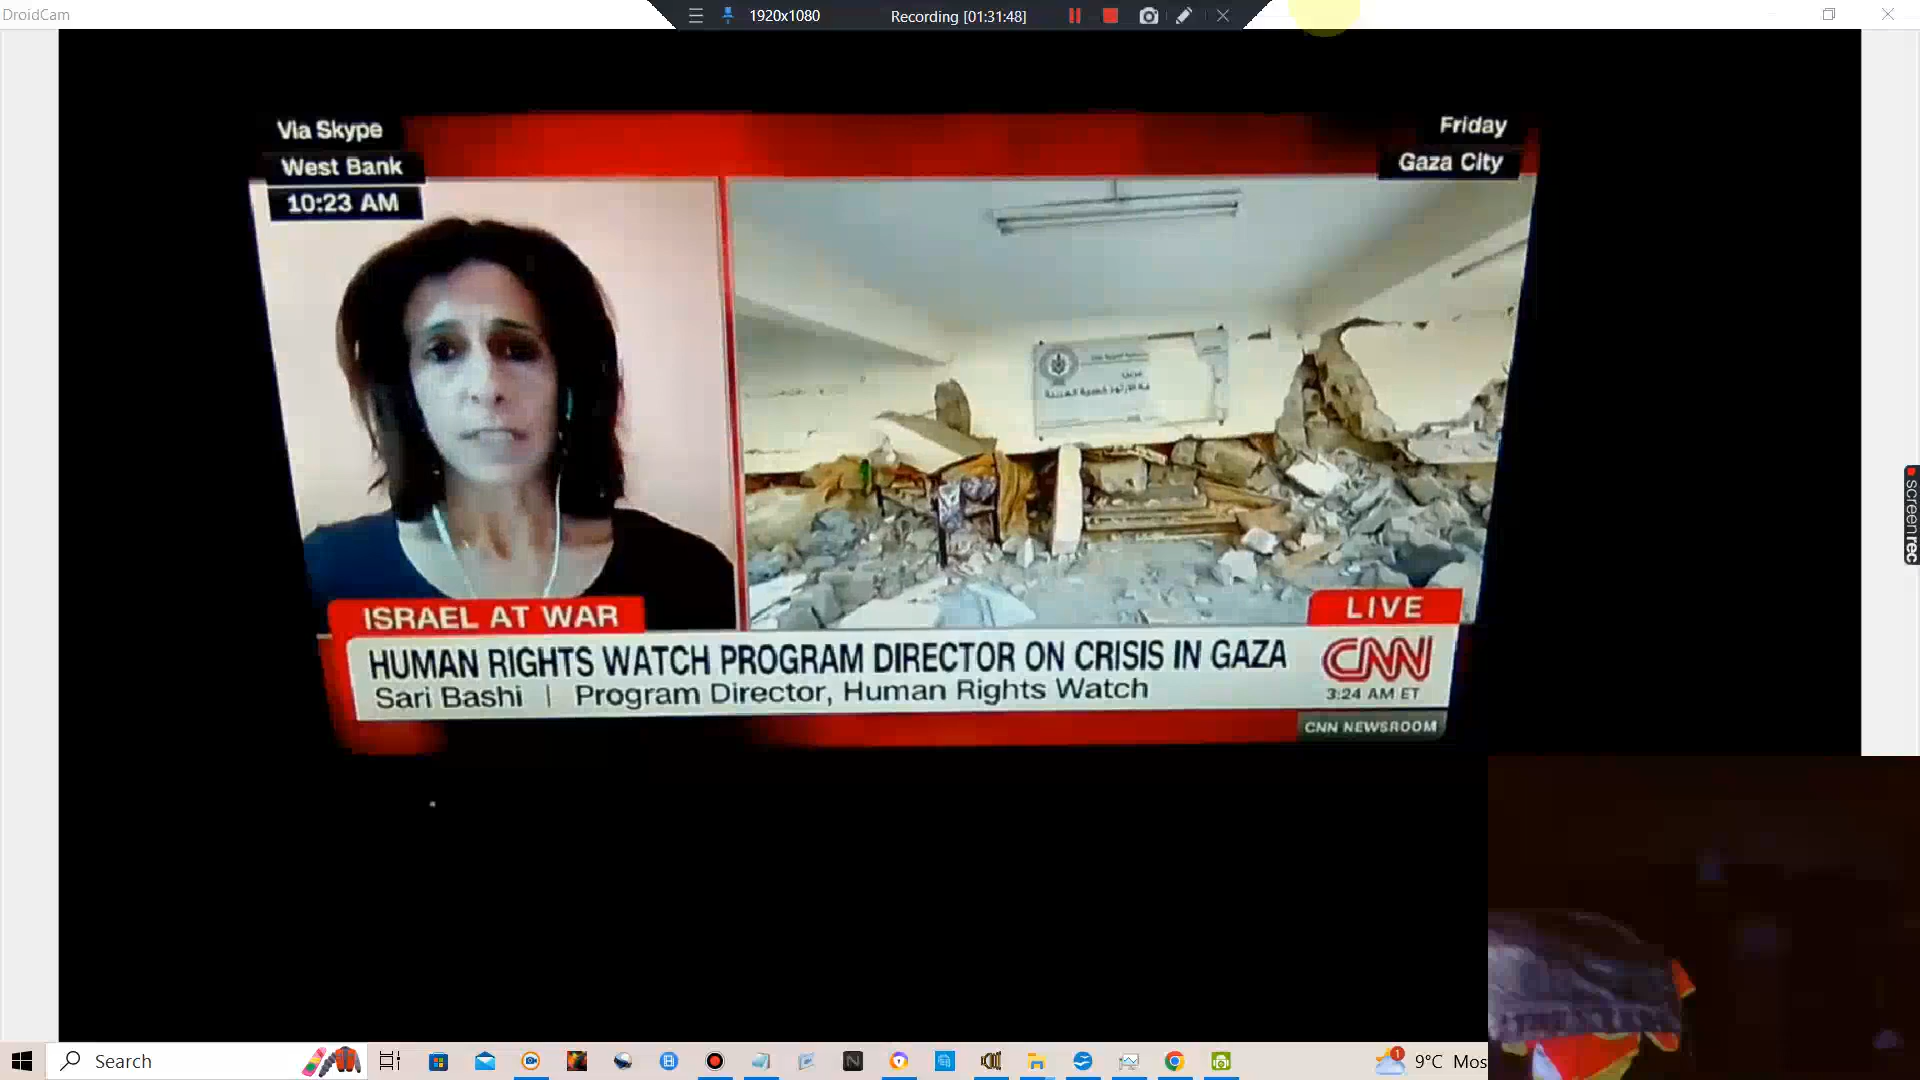 DroidCam
1920x1080
Recording [01:31:48]
Via Skype
West Bank
10:23 AM
Friday
Gaza City
ISRAEL AT WAR
LIVE
HUMAN RIGHTS WATCH PROGRAM DIRECTOR ON CRISIS IN GAZA
Sari Bashi | Program Director, Human Rights Watch
CNN
3:24 AM ET
CNN NEWSROOM
screenrec
Search
1
9°C Mos